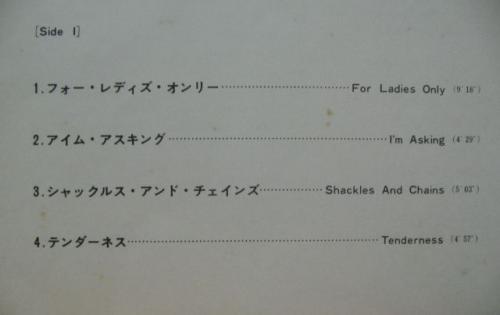 [Side I]
1.フォー・レディズ・オンリー…………………………For Ladies Only (9'16")
2.アイム・アスキング……………………………………………I'm Asking (4'29")
3.シャックルス・アンド・チェインズ……………Shackles And Chains (5'03")
4.テンダーネス…………………………………………………Tenderness (4'57")